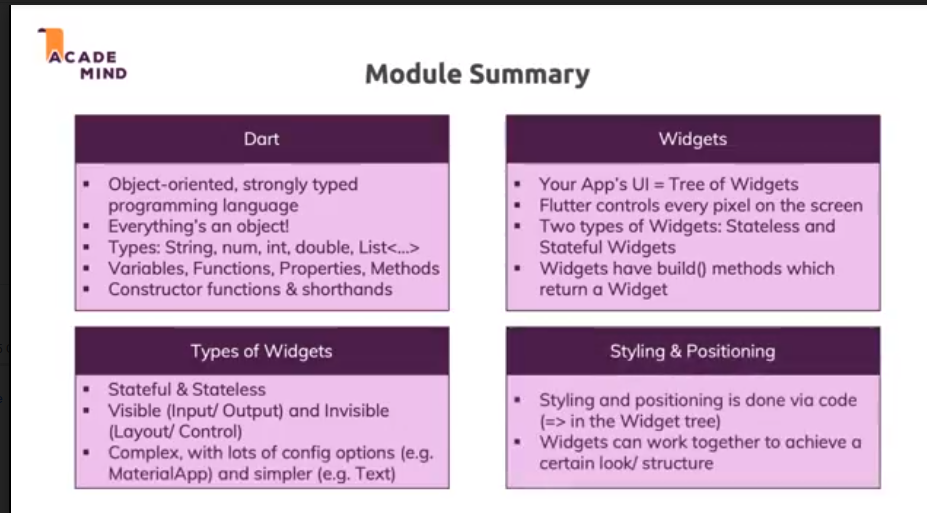 ACADE
MIND
Module Summary
Dart
▪ Object-oriented, strongly typed
programming language
▪ Everything's an object!
▪ Types: String, num, int, double, List<...>
▪ Variables, Functions, Properties, Methods
▪ Constructor functions & shorthands
Widgets
▪ Your App's UI = Tree of Widgets
▪ Flutter controls every pixel on the screen
▪ Two types of Widgets: Stateless and
Stateful Widgets
▪ Widgets have build() methods which
return a Widget
Types of Widgets
▪ Stateful & Stateless
▪ Visible (Input/ Output) and Invisible
(Layout/ Control)
▪ Complex, with lots of config options (e.g.
MaterialApp) and simpler (e.g. Text)
Styling & Positioning
▪ Styling and positioning is done via code
(=> in the Widget tree)
▪ Widgets can work together to achieve a
certain look/ structure